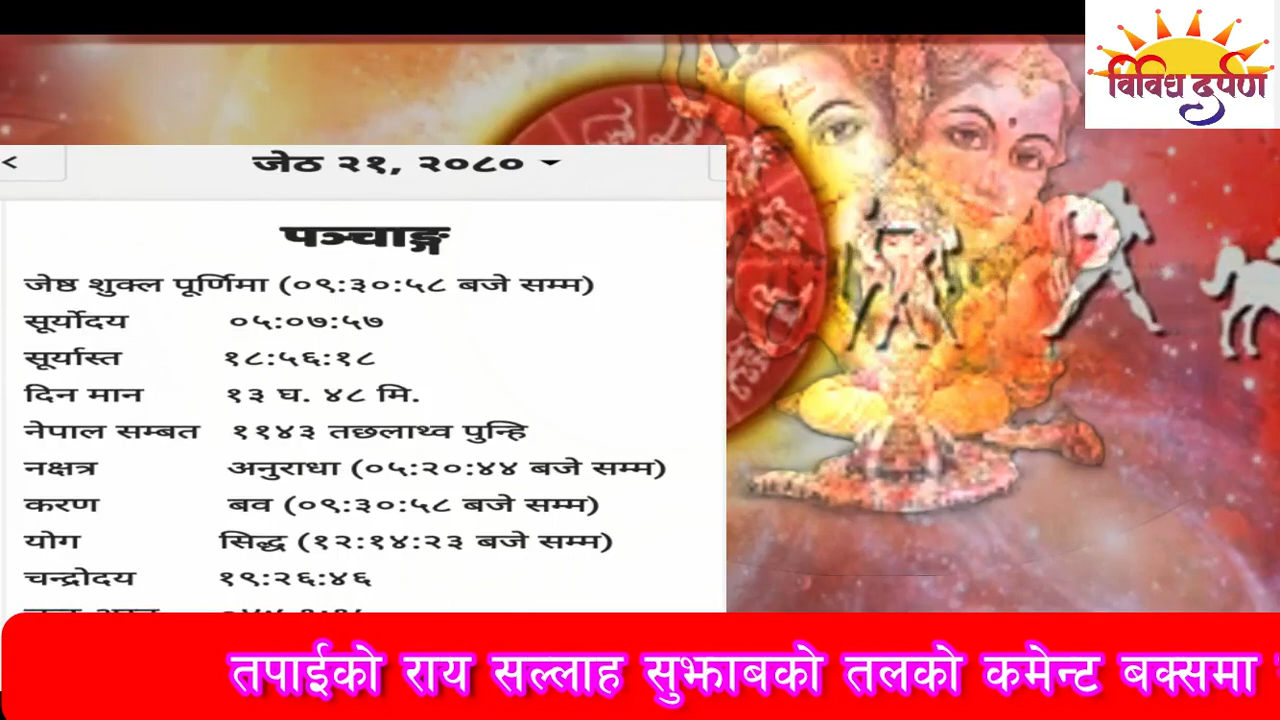 विविध दर्पण
<
जेठ २१, २०८०
पञ्चाङ्ग
जेष्ठ शुक्ल पूर्णिमा (०९:३०:५८ बजे सम्म)
सूर्योदय ०५:०७:५७
सूर्यास्त १८:५६:१८
दिन मान १३ घ. ४८ मि.
नेपाल सम्बत ११४३ तछलाथ्व पुन्हि
नक्षत्र अनुराधा (०५:२०:४४ बजे सम्म)
करण बव (०९:३०:५८ बजे सम्म)
योग सिद्ध (१२:१४:२३ बजे सम्म)
चन्द्रोदय १९:२६:४६
तपाईको राय सल्लाह सुझाबको तलको कमेन्ट बक्समा